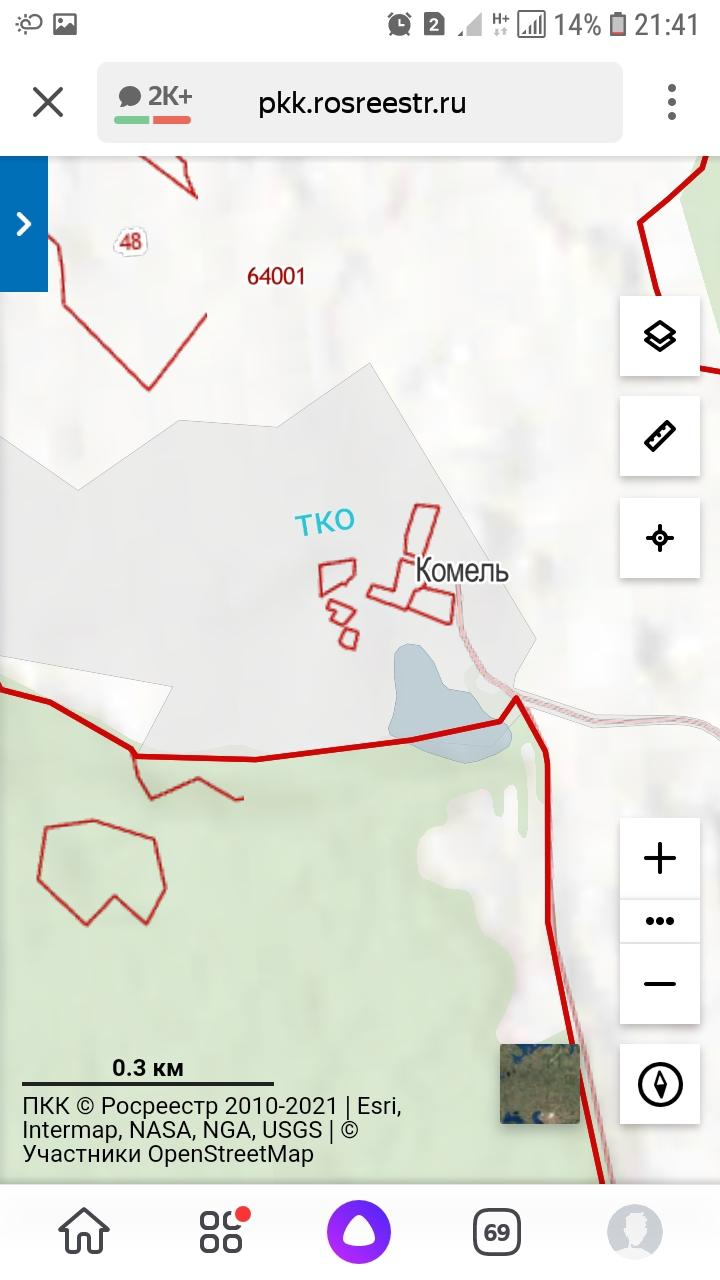 2 H+ 14% 21:41
2K+ pkk.rosreestr.ru
48
64001
ТКО
Комель
0.3 км
ПКК © Росреестр 2010-2021 | Esri,
Intermap, NASA, NGA, USGS | ©
Участники OpenStreetMap
69